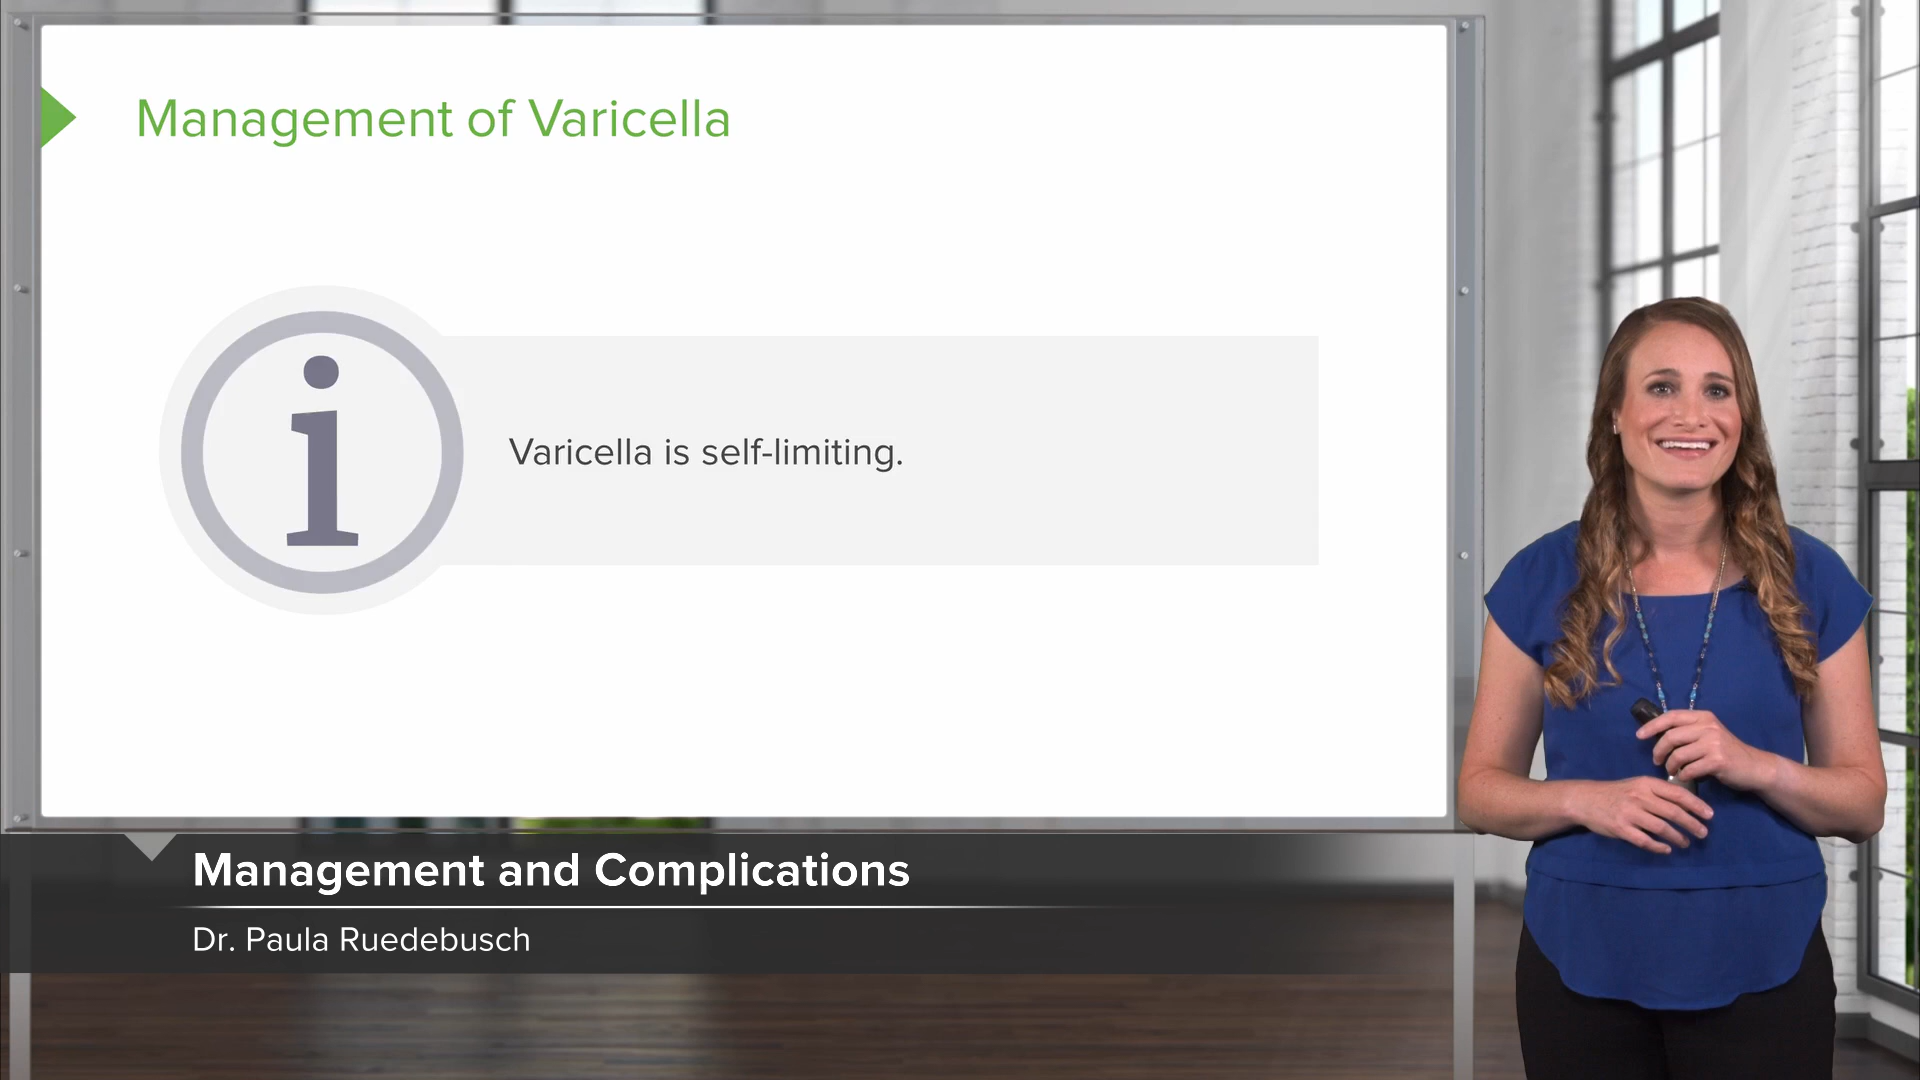 Management of Varicella
Varicella is self-limiting.
Management and Complications
Dr. Paula Ruedebusch